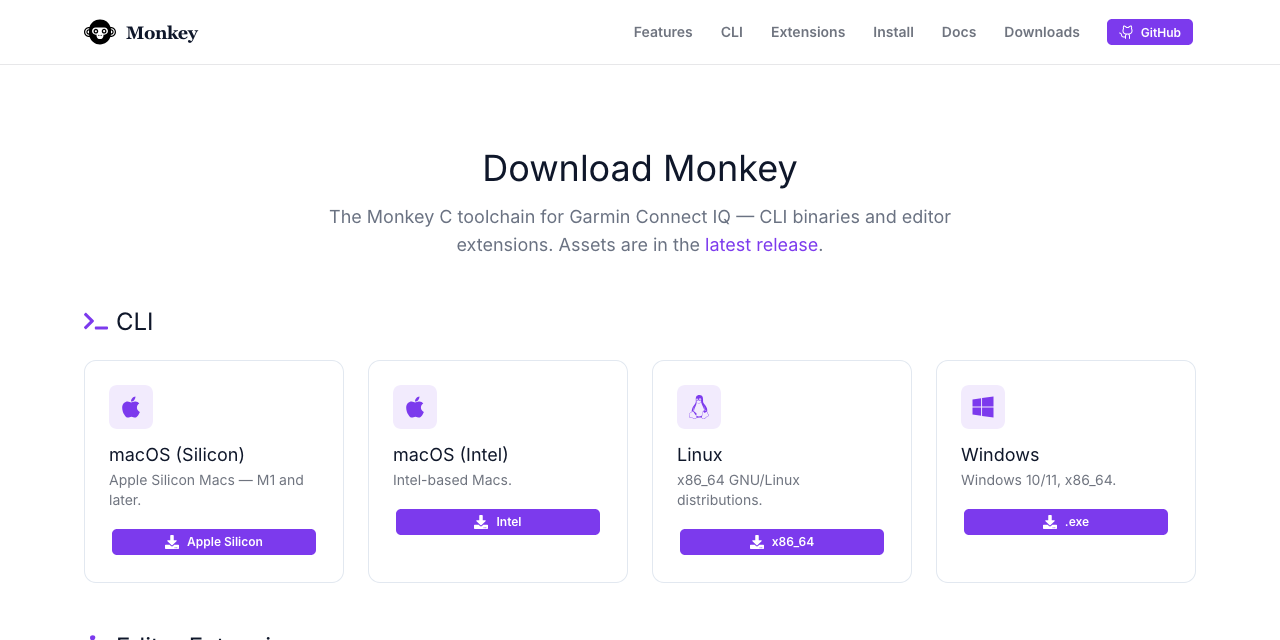 Monkey
Features
CLI
Extensions
Install
Docs
Downloads
GitHub
Download Monkey
The Monkey C toolchain for Garmin Connect IQ — CLI binaries and editor
extensions. Assets are in the latest release.
CLI
macOS (Silicon)
Apple Silicon Macs — M1 and
later.
Apple Silicon
macOS (Intel)
Intel-based Macs.
Intel
Linux
x86_64 GNU/Linux
distributions.
x86_64
Windows
Windows 10/11, x86_64.
.exe